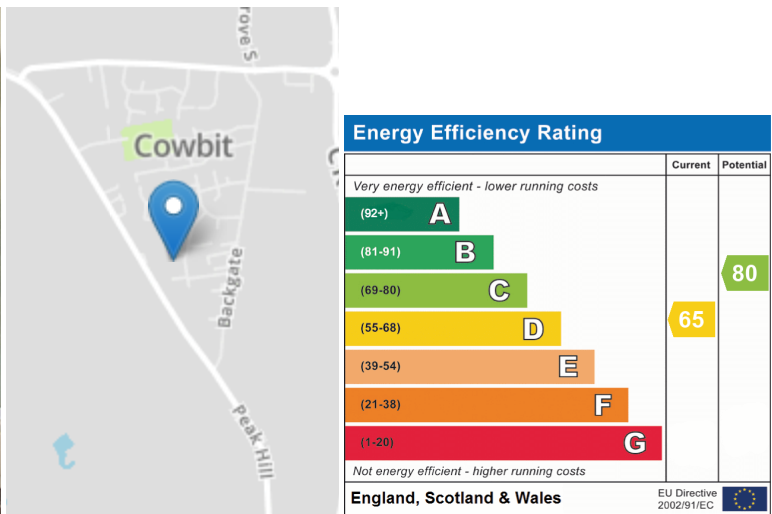 rove S
Cowbit
Backgate
Peak Hill
Energy Efficiency Rating
Current Potential
Very energy efficient - lower running costs
(92+) A
(81-91) B
(69-80) C
(55-68) D
(39-54) E
(21-38) F
(1-20) G
80
65
Not energy efficient - higher running costs
England, Scotland & Wales
EU Directive
2002/91/EC